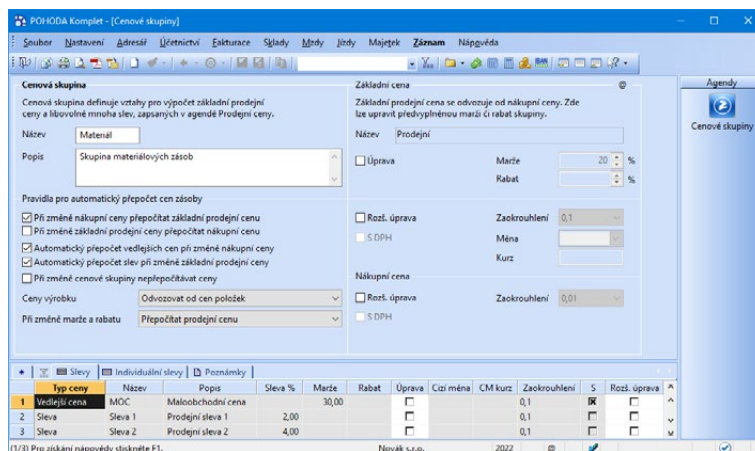 POHODA Komplet - [Cenové skupiny]
Soubor Nastavení Adresář Účetnictví Fakturace Sklady Mzdy Jízdy Majetek Záznam Nápověda
Cenová skupina
Cenová skupina definuje vztahy pro výpočet základní prodejní
ceny a libovolné mnoha slev, zapsaných v agendě Prodejní ceny.
Název Materiál
Popis Skupina materiálových zásob
Pravidla pro automatický přepočet cen zásoby
Při změně nákupní ceny přepočítat základní prodejní cenu
Při změně základní prodejní ceny přepočítat nákupní cenu
Automatický přepočet vedlejších cen při změně nákupní ceny
Automatický přepočet slev při změně základní prodejní ceny
Při změně cenové skupiny nepřepočítávat ceny
Ceny výrobku Odvozovat od cen položek
Při změně marže a rabatu Přepočítat prodejní cenu
Základní cena @
Základní prodejní cena se odvozuje od nákupní ceny. Zde
lze upravit předvyplněnou marži či rabat skupiny.
Název Prodejní
Úprava Marže 20 %
Rabat %
Rozš. úprava Zaokrouhlení 0,1
S DPH Měna
Kurz
Nákupní cena
Rozš. úprava Zaokrouhlení 0,01
S DPH
Agendy
Cenové skupiny
Slevy Individuální slevy Poznámky
Typ ceny Název Popis Sleva % Marže Rabat Úprava Cizí měna CM kurz Zaokrouhlení S Rozš. úprava
1 Vedlejší cena MOC Maloobchodní cena 30,00 0,1
2 Sleva Sleva 1 Prodejní sleva 1 2,00 0,1
3 Sleva Sleva 2 Prodejní sleva 2 4,00 0,1
(1/3) Pro získání nápovědy stiskněte F1. Novák s.r.o. 2022 @